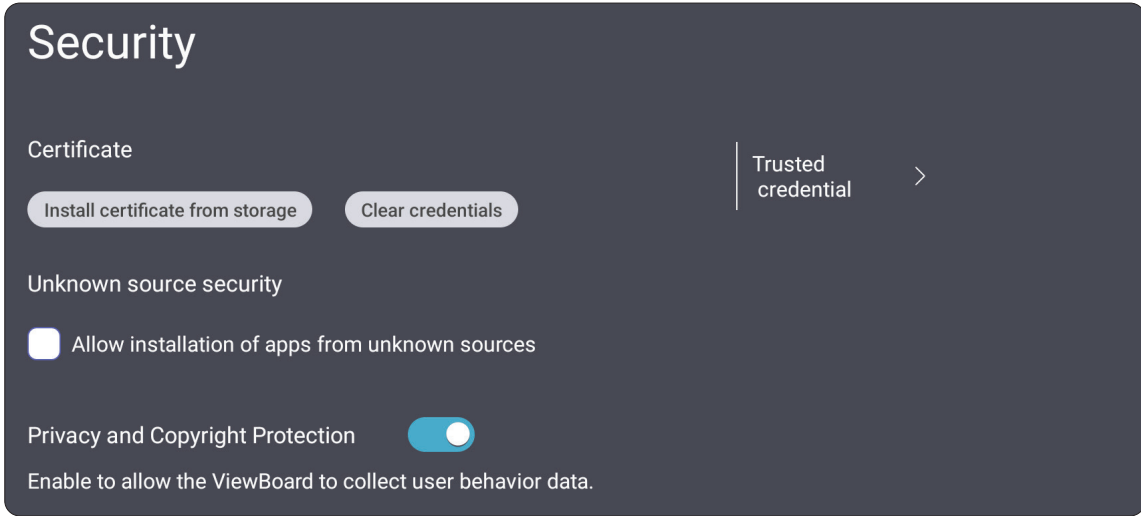 Security
Certificate
Install certificate from storage
Clear credentials
Trusted
credential
Unknown source security
Allow installation of apps from unknown sources
Privacy and Copyright Protection
Enable to allow the ViewBoard to collect user behavior data.